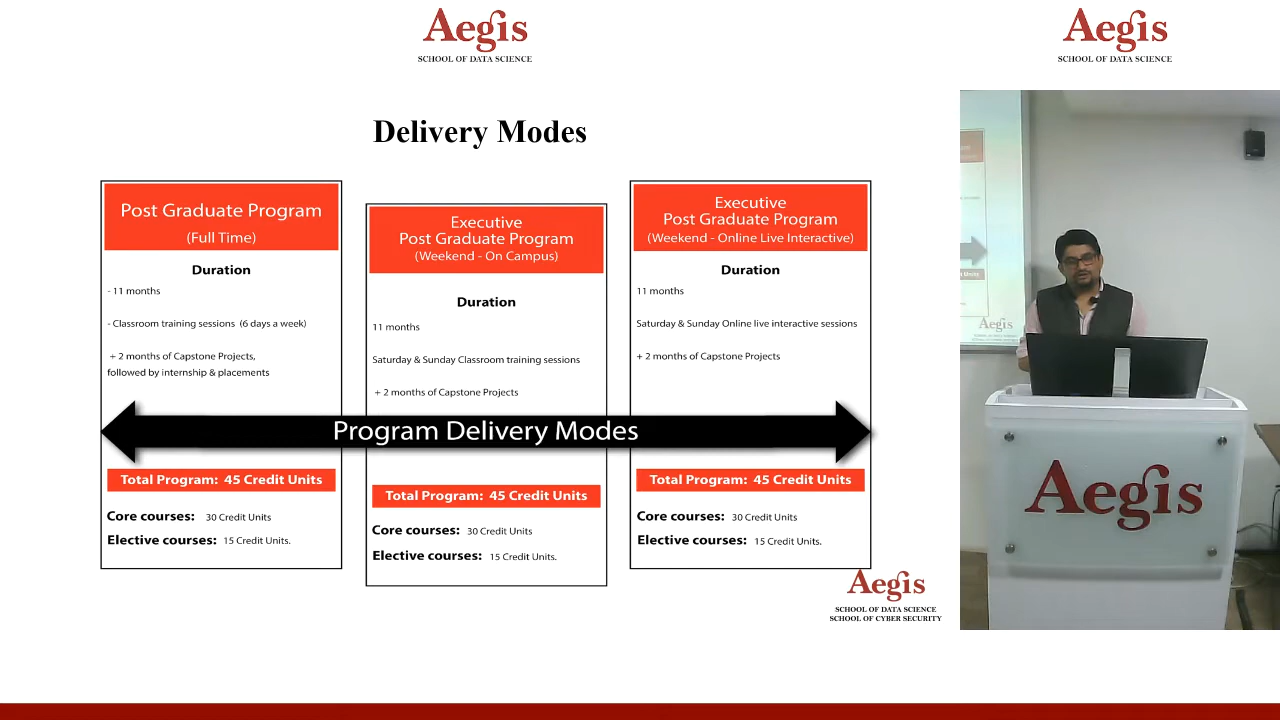 Aegis
SCHOOL OF DATA SCIENCE
Aegis
SCHOOL OF DATA SCIENCE
Delivery Modes
Post Graduate Program
(Full Time)
Duration
- 11 months
- Classroom training sessions (6 days a week)
+ 2 months of Capstone Projects,
followed by internship & placements
Executive
Post Graduate Program
(Weekend - On Campus)
Duration
11 months
Saturday & Sunday Classroom training sessions
+ 2 months of Capstone Projects
Executive
Post Graduate Program
(Weekend - Online Live Interactive)
Duration
11 months
Saturday & Sunday Online live interactive sessions
+ 2 months of Capstone Projects
Program Delivery Modes
Total Program: 45 Credit Units
Core courses: 30 Credit Units
Elective courses: 15 Credit Units.
Total Program: 45 Credit Units
Core courses: 30 Credit Units
Elective courses: 15 Credit Units.
Total Program: 45 Credit Units
Core courses: 30 Credit Units
Elective courses: 15 Credit Units.
Aegis
SCHOOL OF DATA SCIENCE
SCHOOL OF CYBER SECURITY
Aegis
Aegis